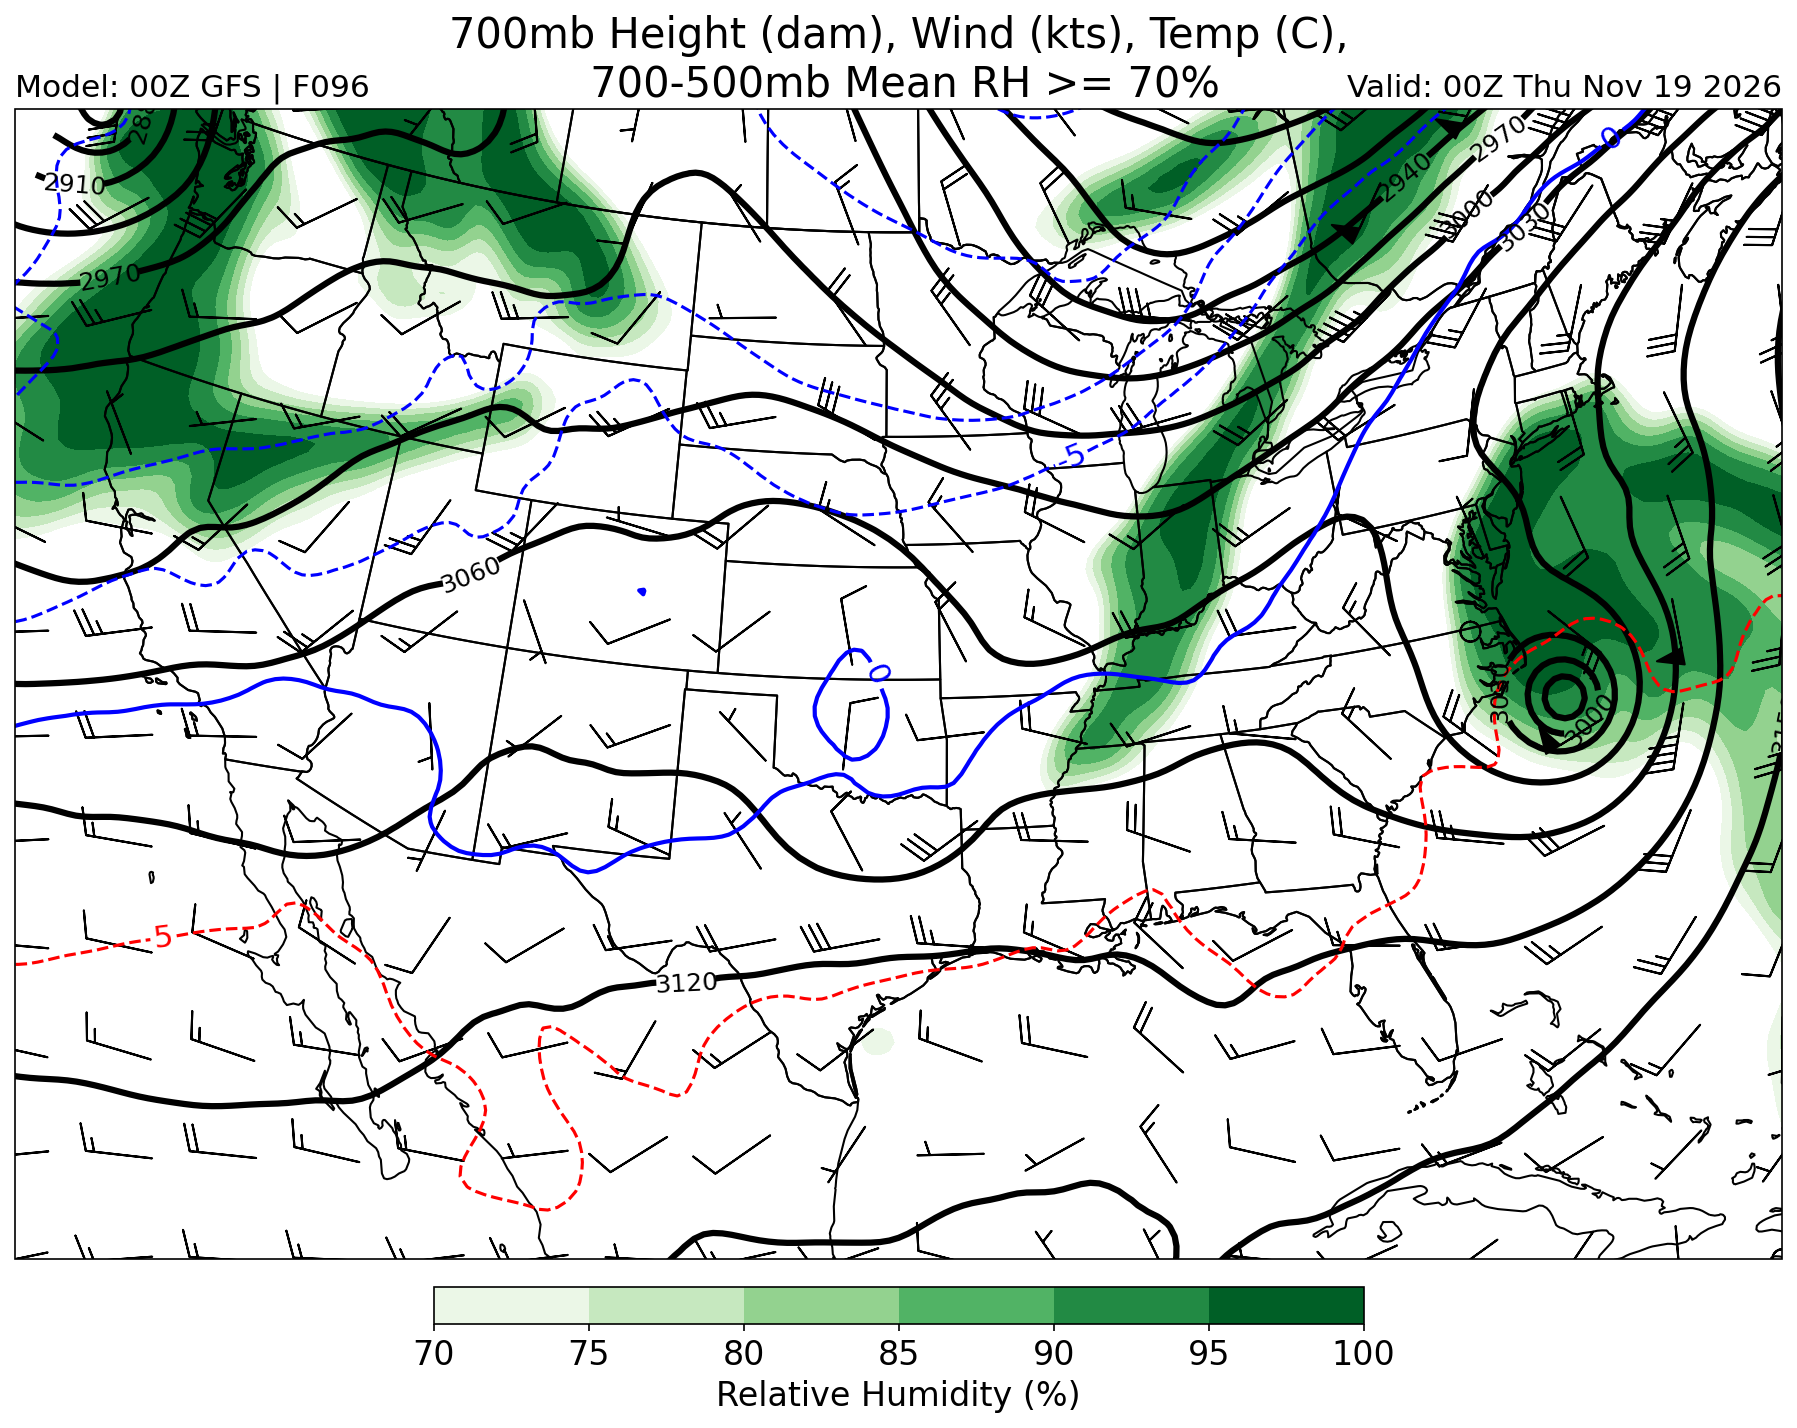 700mb Height (dam), Wind (kts), Temp (C),
700-500mb Mean RH >= 70%
Model: 00Z GFS | F096
Valid: 00Z Thu Nov 19 2026
2910
2970
2940
2970
3000
3030
0
5
3060
0
3000
5
3120
70 75 80 85 90 95 100
Relative Humidity (%)